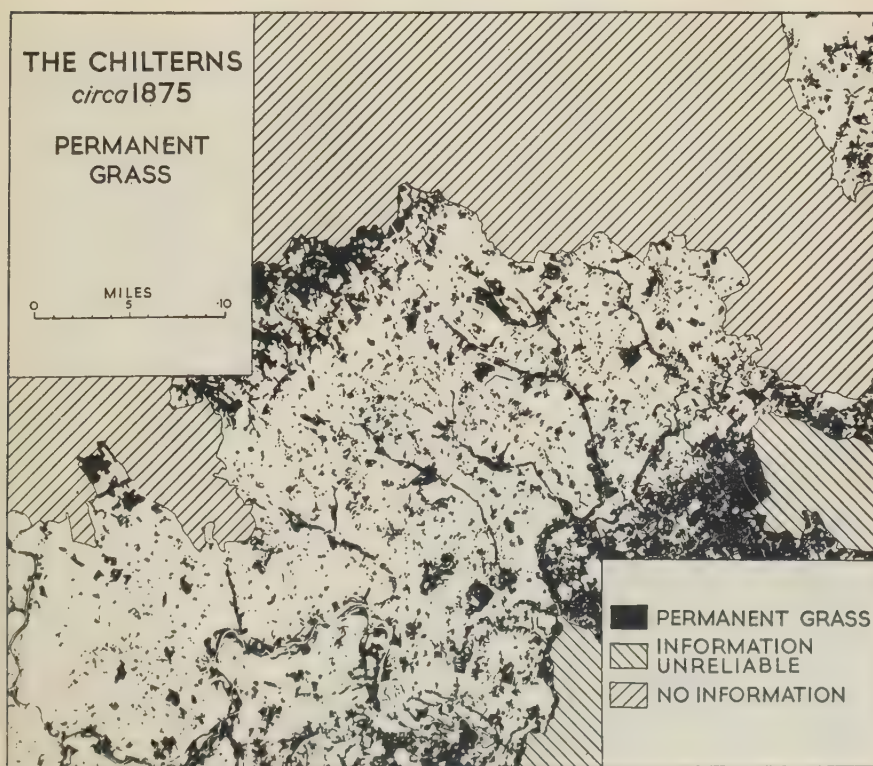 THE CHILTERNS
circa 1875
PERMANENT
GRASS
MILES
0 5 10
PERMANENT GRASS
INFORMATION
UNRELIABLE
NO INFORMATION